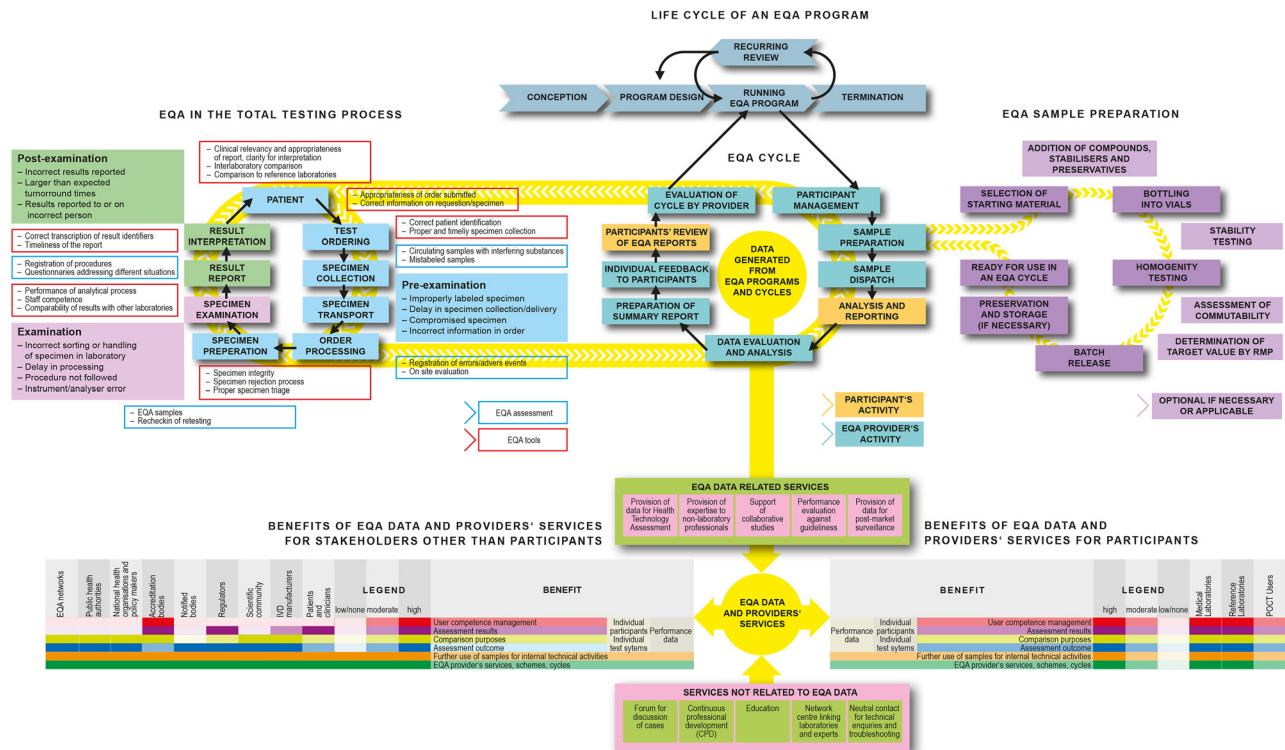 LIFE CYCLE OF AN EQA PROGRAM
RECURRING
REVIEW
CONCEPTION
PROGRAM DESIGN
RUNNING
EQA PROGRAM
TERMINATION
EQA IN THE TOTAL TESTING PROCESS
Post-examination
– Incorrect results reported
– Larger than expected
turnorround times
– Results reported to or on
incorrect person
– Clinical relevancy and appropriateness
of report, clarity for interpretation
– Interlaboratory comparison
– Comparison to reference laboratories
– Appropriateness of order submitted
– Correct information on requestion/specimen
– Correct patient identification
– Proper and timeliy specimen collection
– Circulating samples with interfering substances
– Mistabeled samples
– Correct transcription of result identifiers
– Timeliness of the report
– Registration of procedures
– Questionnaries addressing different situations
– Performance of analytical process
– Staff competence
– Comparability of results with other laboratories
PATIENT
TEST
ORDERING
SPECIMEN
COLLECTION
SPECIMEN
TRANSPORT
ORDER
PROCESSING
SPECIMEN
PREPERATION
SPECIMEN
EXAMINATION
RESULT
REPORT
RESULT
INTERPRETATION
Pre-examination
– Improperly labeled specimen
– Delay in specimen collection/delivery
– Compromised specimen
– Incorrect information in order
Examination
– Incorrect sorting or handling
of specimen in laboratory
– Delay in processing
– Procedure not followed
– Instrument/analyser error
– Registration of errors/advers events
– On site evaluation
– Specimen integrity
– Specimen rejection process
– Proper specimen triage
– EQA samples
– Recheckin of retesting
EQA assessment
EQA tools
EQA CYCLE
EVALUATION OF
CYCLE BY PROVIDER
PARTICIPANT
MANAGEMENT
PARTICIPANTS' REVIEW
OF EQA REPORTS
SAMPLE
PREPARATION
INDIVIDUAL FEEDBACK
TO PARTICIPANTS
SAMPLE
DISPATCH
PREPARATION OF
SUMMARY REPORT
ANALYSIS AND
REPORTING
DATA EVALUATION
AND ANALYSIS
DATA
GENERATED
FROM
EQA PROGRAMS
AND CYCLES
PARTICIPANT'S
ACTIVITY
EQA PROVIDER'S
ACTIVITY
EQA SAMPLE PREPARATION
ADDITION OF COMPOUNDS,
STABILISERS AND
PRESERVATIVES
SELECTION OF
STARTING MATERIAL
BOTTLING
INTO VIALS
STABILITY
TESTING
READY FOR USE IN
AN EQA CYCLE
HOMOGENITY
TESTING
PRESERVATION
AND STORAGE
(IF NECESSARY)
ASSESSMENT OF
COMMUTABILITY
DETERMINATION OF
TARGET VALUE BY RMP
BATCH
RELEASE
OPTIONAL IF NECESSARY
OR APPLICABLE
EQA DATA RELATED SERVICES
Provision of
data for Health
Technology
Assessment
Provision of
expertise to
non-laboratory
professionals
Support
of
collaborative
studies
Performance
evaluation
against
guideliness
Provision of
data for
post-market
surveillance
BENEFITS OF EQA DATA AND PROVIDERS' SERVICES
FOR STAKEHOLDERS OTHER THAN PARTICIPANTS
EQA networks
Public health
authorities
National health
organisations and
policy makers
Accreditation
bodies
Notified
bodies
Regulators
Scientific
community
IVD
manufacturers
Patients
and
clinicians
LEGEND
low/none
moderate
high
BENEFIT
User competence management
Assessment results
Comparison purposes
Assessment outcome
Further use of samples for internal technical activities
EQA provider's services, schemes, cycles
Individual
participants
Individual
test sytems
Performance
data
EQA DATA
AND PROVIDERS'
SERVICES
BENEFITS OF EQA DATA AND
PROVIDERS' SERVICES FOR PARTICIPANTS
BENEFIT
LEGEND
high
moderate
low/none
Medical
Laboratories
Reference
Laboratories
POCT Users
Performance
data
Individual
participants
Individual
test sytems
User competence management
Assessment results
Comparison purposes
Assessment outcome
Further use of samples for internal technical activities
EQA provider's services, schemes, cycles
SERVICES NOT RELATED TO EQA DATA
Forum for
discussion
of cases
Continuous
professional
development
(CPD)
Education
Network
centre linking
laboratories
and experts
Neutral contact
for technical
enquiries and
troubleshooting